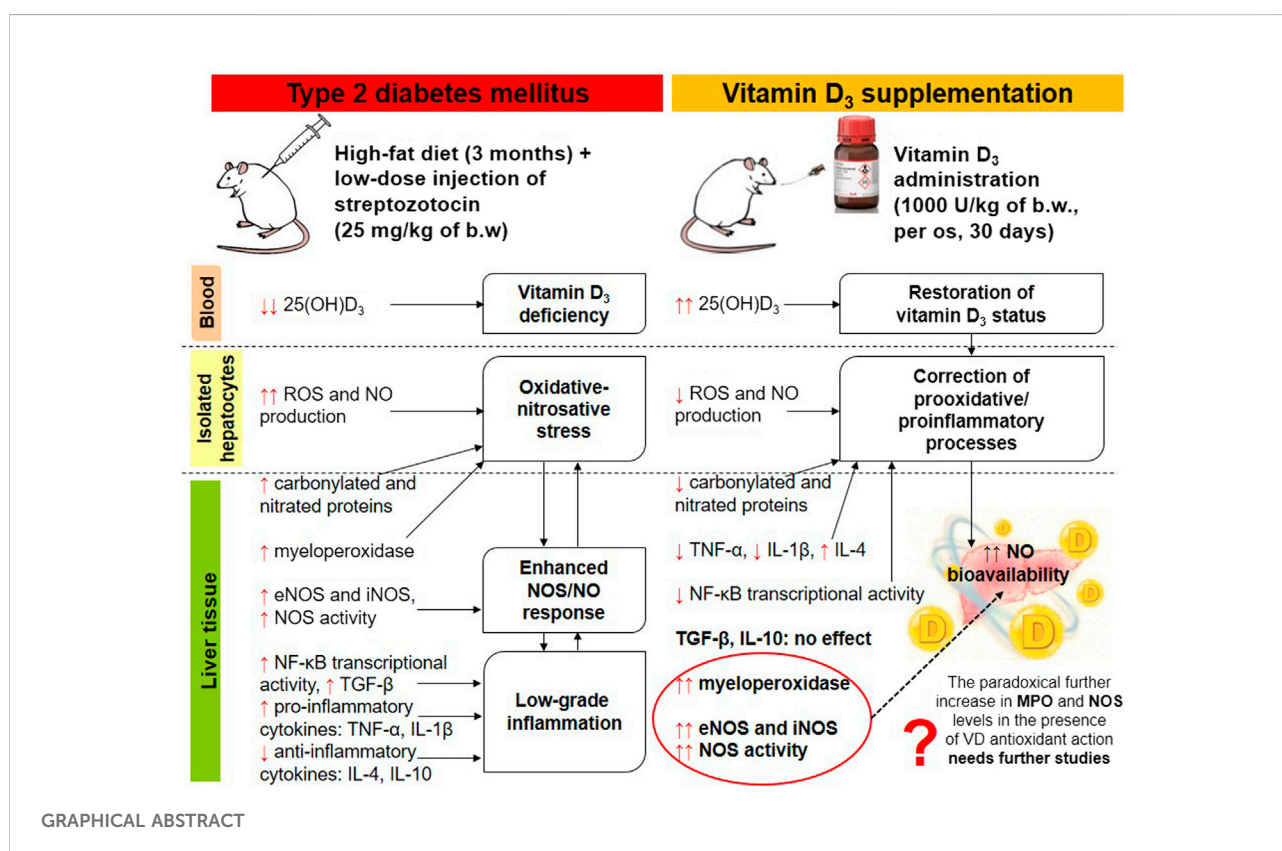 Type 2 diabetes mellitus
High-fat diet (3 months) +
low-dose injection of
streptozotocin
(25 mg/kg of b.w)
Vitamin D₃ supplementation
Vitamin D₃
administration
(1000 U/kg of b.w.,
per os, 30 days)
Blood
↓↓ 25(OH)D₃
Vitamin D₃
deficiency
↑↑ 25(OH)D₃
Restoration of
vitamin D₃ status
Isolated
hepatocytes
↑↑ ROS and NO
production
Oxidative-
nitrosative
stress
↓ ROS and NO
production
Correction of
prooxidative/
proinflammatory
processes
Liver tissue
↑ carbonylated and
nitrated proteins
↑ myeloperoxidase
↑ eNOS and iNOS,
↑ NOS activity
Enhanced
NOS/NO
response
↑ NF-κB transcriptional
activity, ↑ TGF-β
↑ pro-inflammatory
cytokines: TNF-α, IL-1β
↓ anti-inflammatory
cytokines: IL-4, IL-10
Low-grade
inflammation
↓ carbonylated and
nitrated proteins
↓ TNF-α, ↓ IL-1β, ↑ IL-4
↓ NF-κB transcriptional activity
TGF-β, IL-10: no effect
↑↑ myeloperoxidase
↑↑ eNOS and iNOS
↑↑ NOS activity
D
D
D
D
D
D
↑↑ NO
bioavailability
?
The paradoxical further
increase in MPO and NOS
levels in the presence
of VD antioxidant action
needs further studies
GRAPHICAL ABSTRACT